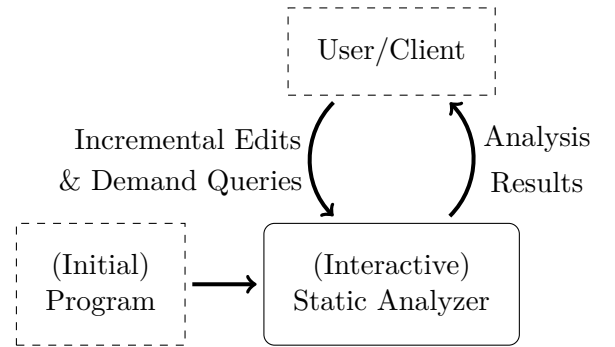 User/Client
Incremental Edits
& Demand Queries
Analysis
Results
(Initial)
Program
(Interactive)
Static Analyzer